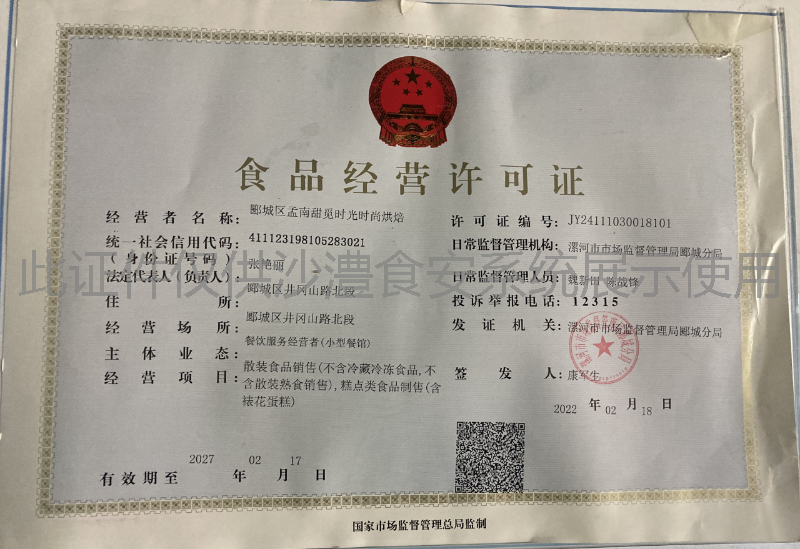 食品经营许可证
经营者名称: 郾城区孟南甜觅时光时尚烘焙
统一社会信用代码: 411123198105283021
(身份证号码)
法定代表人(负责人): 张艳丽
住所: 郾城区井冈山路北段
经营场所: 郾城区井冈山路北段
主体业态: 餐饮服务经营者(小型餐馆)
经营项目: 散装食品销售(不含冷藏冷冻食品,不
含散装熟食销售),糕点类食品制售(含
裱花蛋糕)
有效期至 2027 年 02 月 17 日
许可证编号: JY24111030018101
日常监督管理机构: 漯河市市场监督管理局郾城分局
日常监督管理人员: 魏新田 陈战锋
投诉举报电话: 12315
发证机关: 漯河市市场监督管理局郾城分局
签发人: 康军生
2022 年 02 月 18 日
国家市场监督管理总局监制
此证件仅供沙澧食安系统展示使用